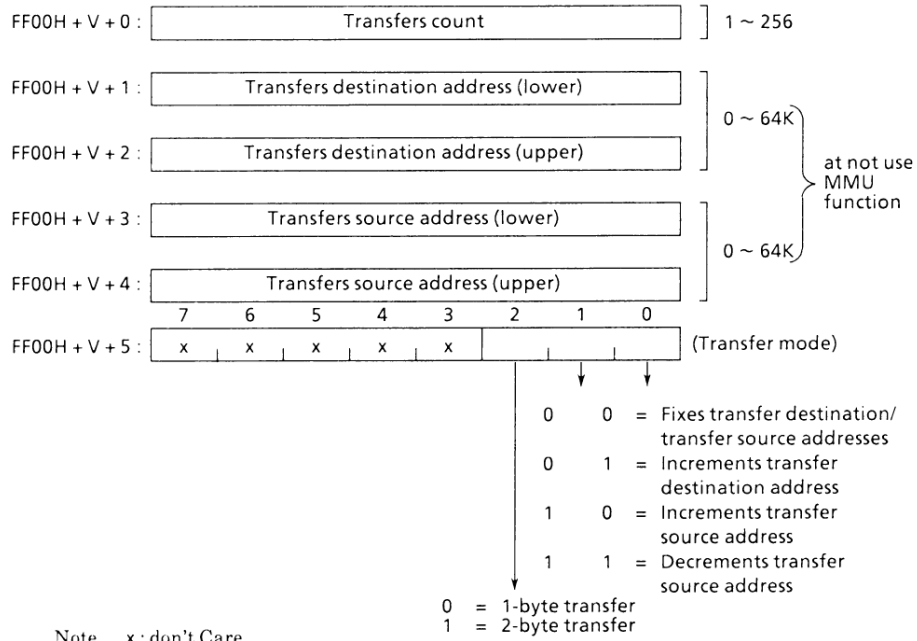 FF00H + V + 0 : Transfers count 1 ~ 256
FF00H + V + 1 : Transfers destination address (lower)
0 ~ 64K
FF00H + V + 2 : Transfers destination address (upper)
at not use
MMU
function
FF00H + V + 3 : Transfers source address (lower)
0 ~ 64K
FF00H + V + 4 : Transfers source address (upper)
7 6 5 4 3 2 1 0
FF00H + V + 5 : x x x x x (Transfer mode)
0 0 = Fixes transfer destination/
transfer source addresses
0 1 = Increments transfer
destination address
1 0 = Increments transfer
source address
1 1 = Decrements transfer
source address
0 = 1-byte transfer
1 = 2-byte transfer
Note x : don't Care